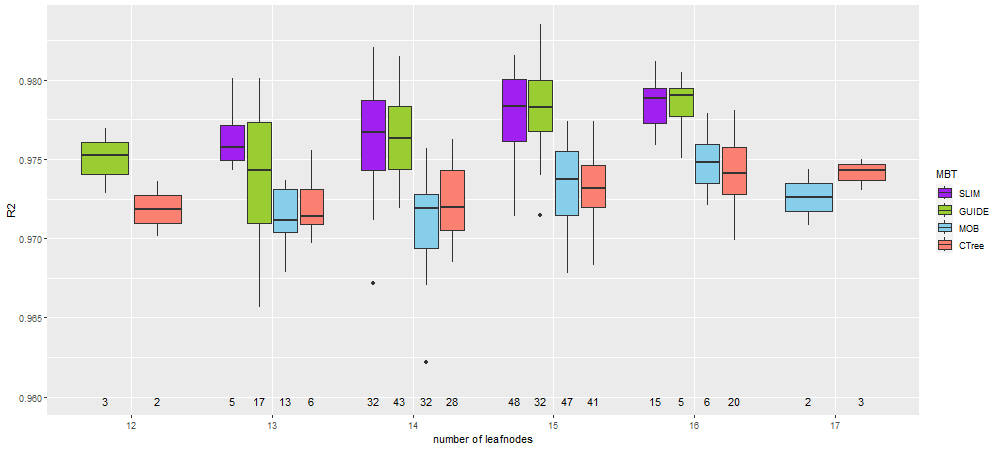 R2
0.980
0.975
0.970
0.965
0.960
3 2 5 17 13 6 32 43 32 28 48 32 47 41 15 5 6 20 2 3
12 13 14 15 16 17
number of leafnodes
MBT
SLIM
GUIDE
MOB
CTree